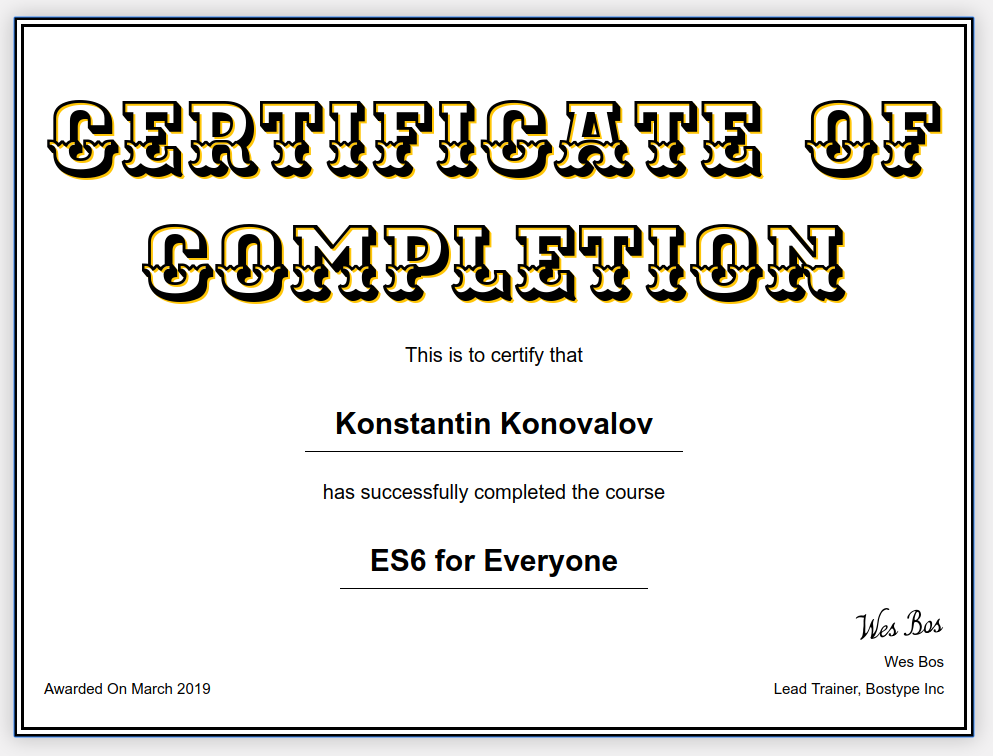 CERTIFICATE OF
COMPLETION
This is to certify that
Konstantin Konovalov
has successfully completed the course
ES6 for Everyone
Wes Bos
Wes Bos
Awarded On March 2019
Lead Trainer, Bostype Inc